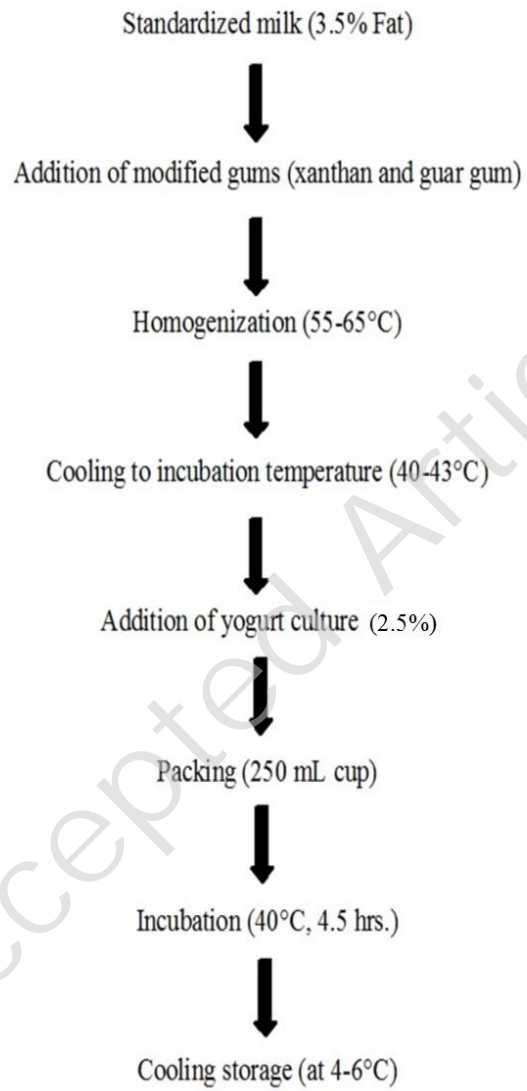 Standardized milk (3.5% Fat)
Addition of modified gums (xanthan and guar gum)
Homogenization (55-65°C)
Cooling to incubation temperature (40-43°C)
Addition of yogurt culture (2.5%)
Packing (250 mL cup)
Incubation (40°C, 4.5 hrs.)
Cooling storage (at 4-6°C)